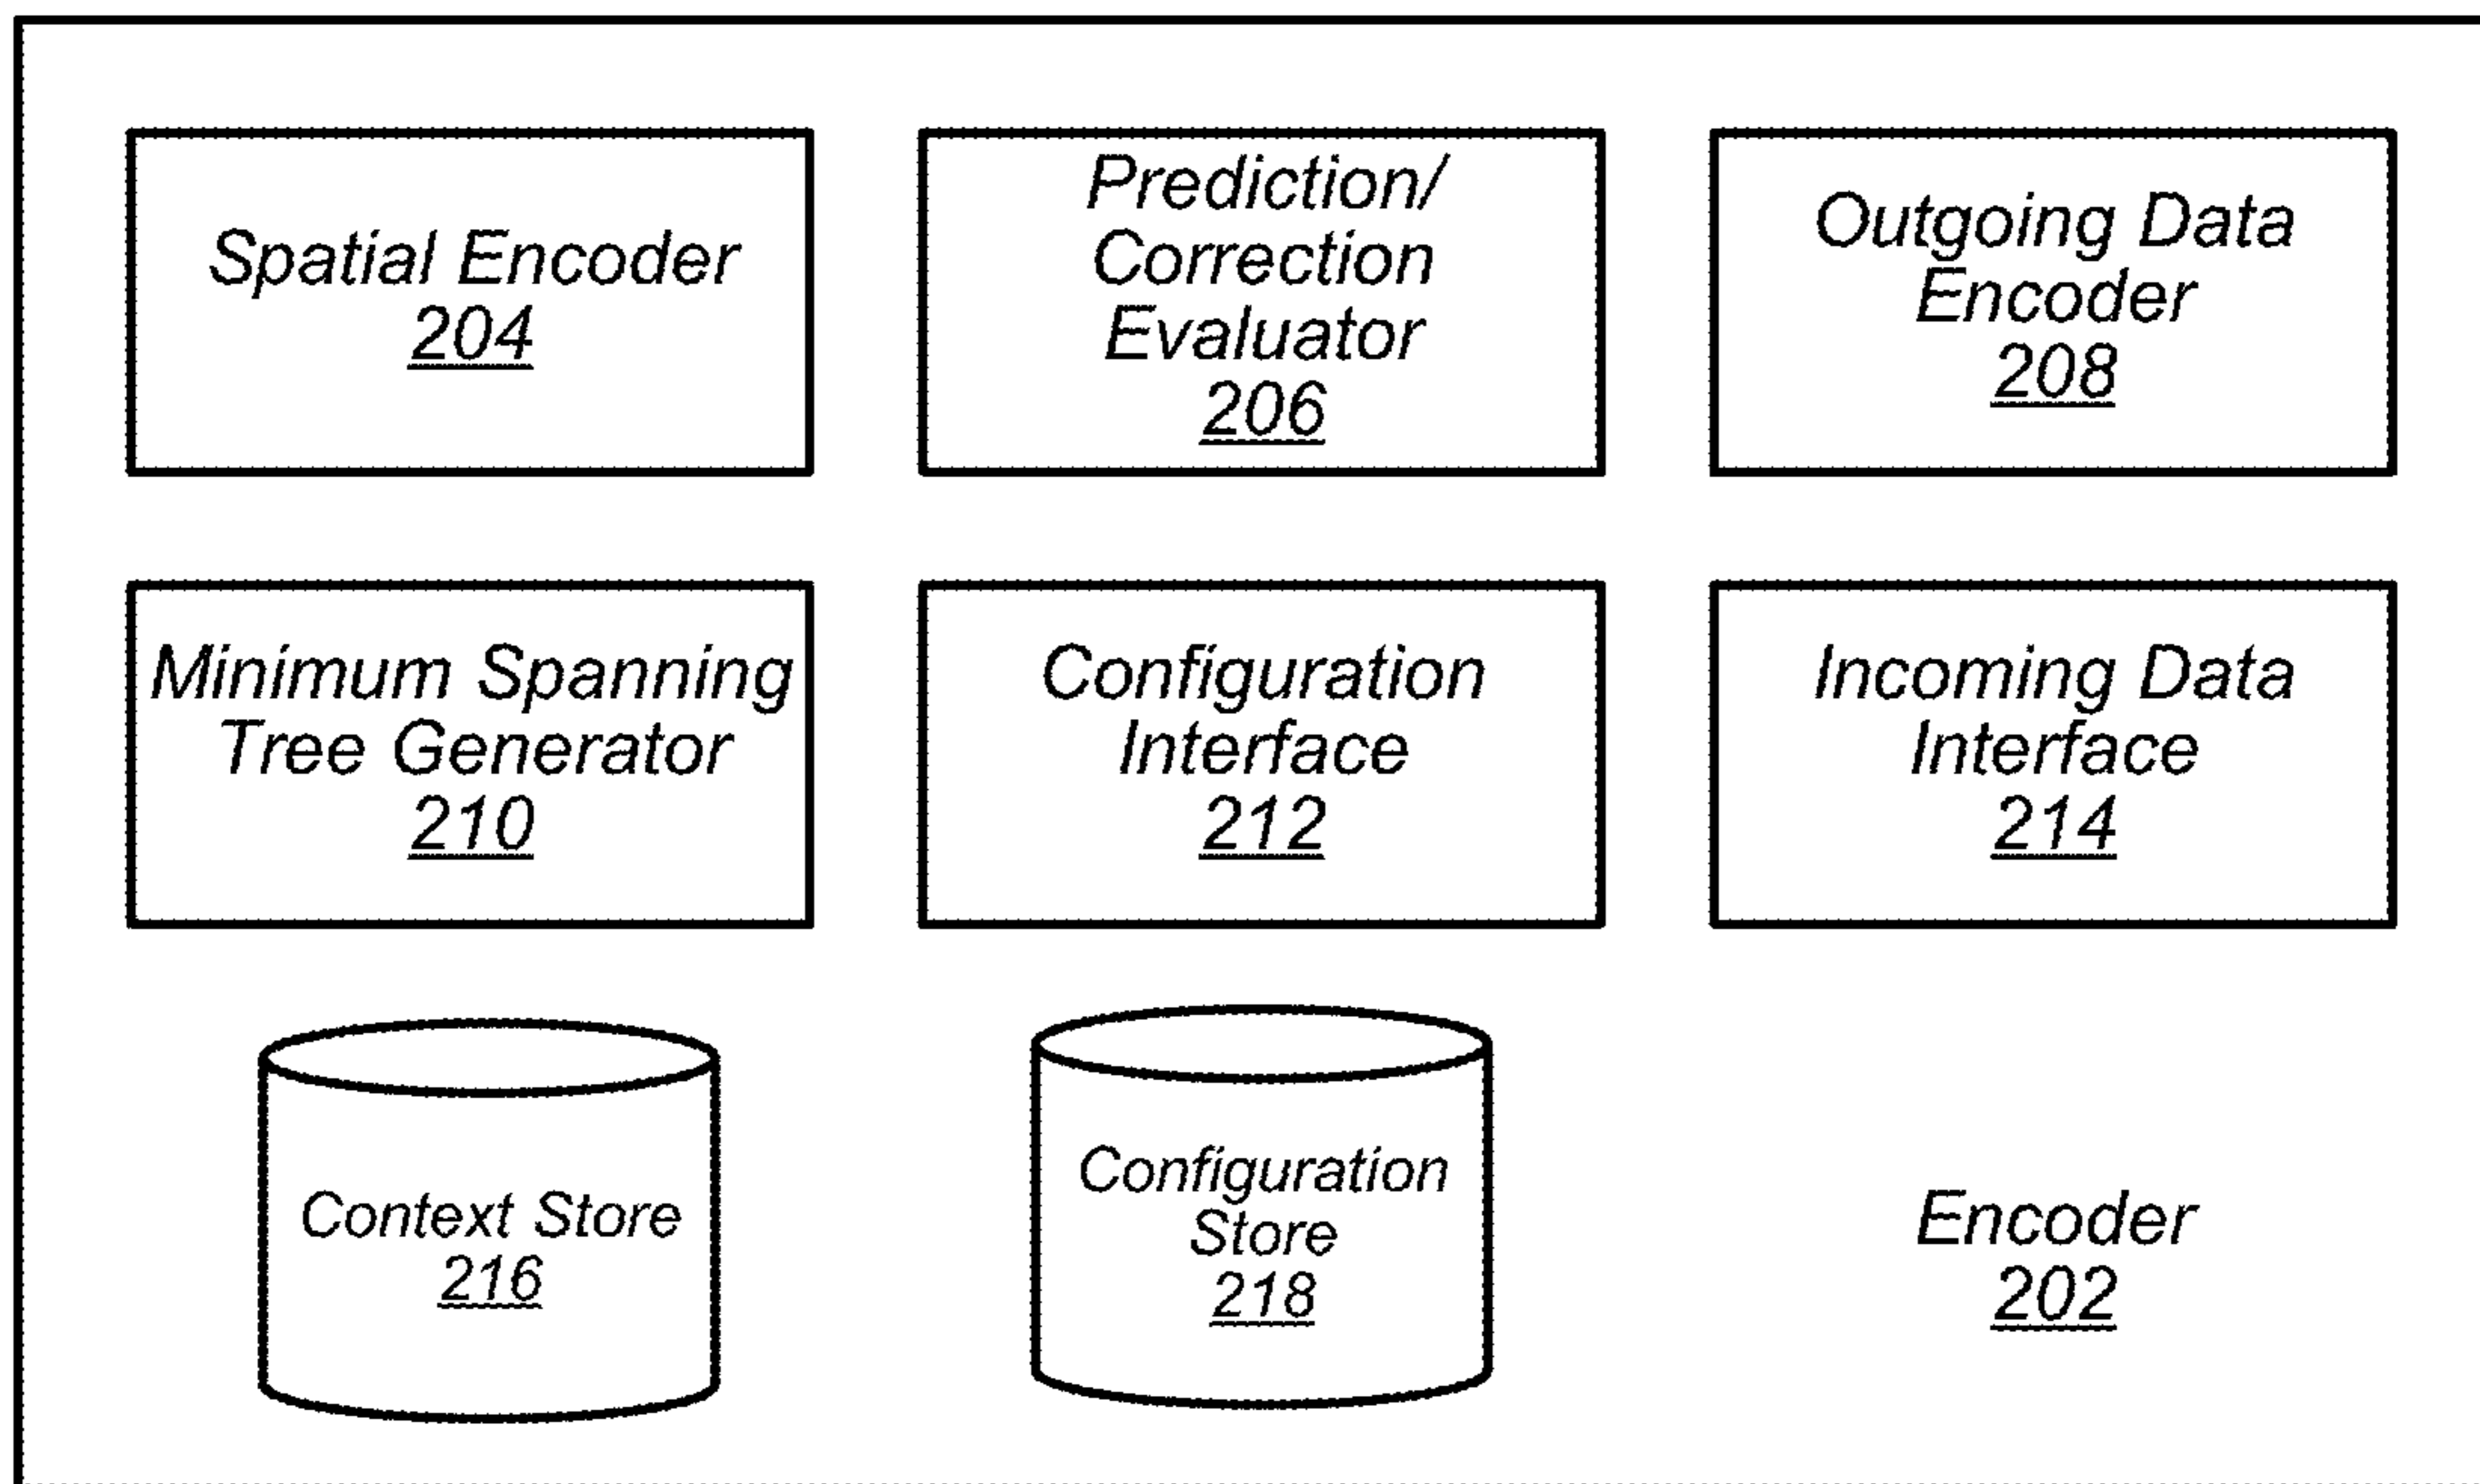 Spatial Encoder
204
Prediction/
Correction
Evaluator
206
Outgoing Data
Encoder
208
Minimum Spanning
Tree Generator
210
Configuration
Interface
212
Incoming Data
Interface
214
Context Store
216
Configuration
Store
218
Encoder
202